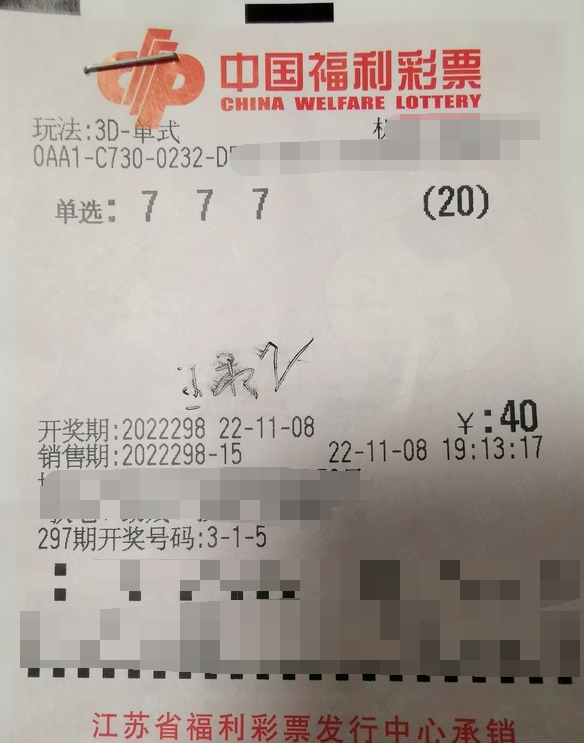 中国福利彩票
CHINA WELFARE LOTTERY
玩法:3D-单式
0AA1-C730-0232-D
单选: 7 7 7 (20)
开奖期:2022298 22-11-08 ¥:40
销售期:2022298-15 22-11-08 19:13:17
297期开奖号码:3-1-5
江苏省福利彩票发行中心承销